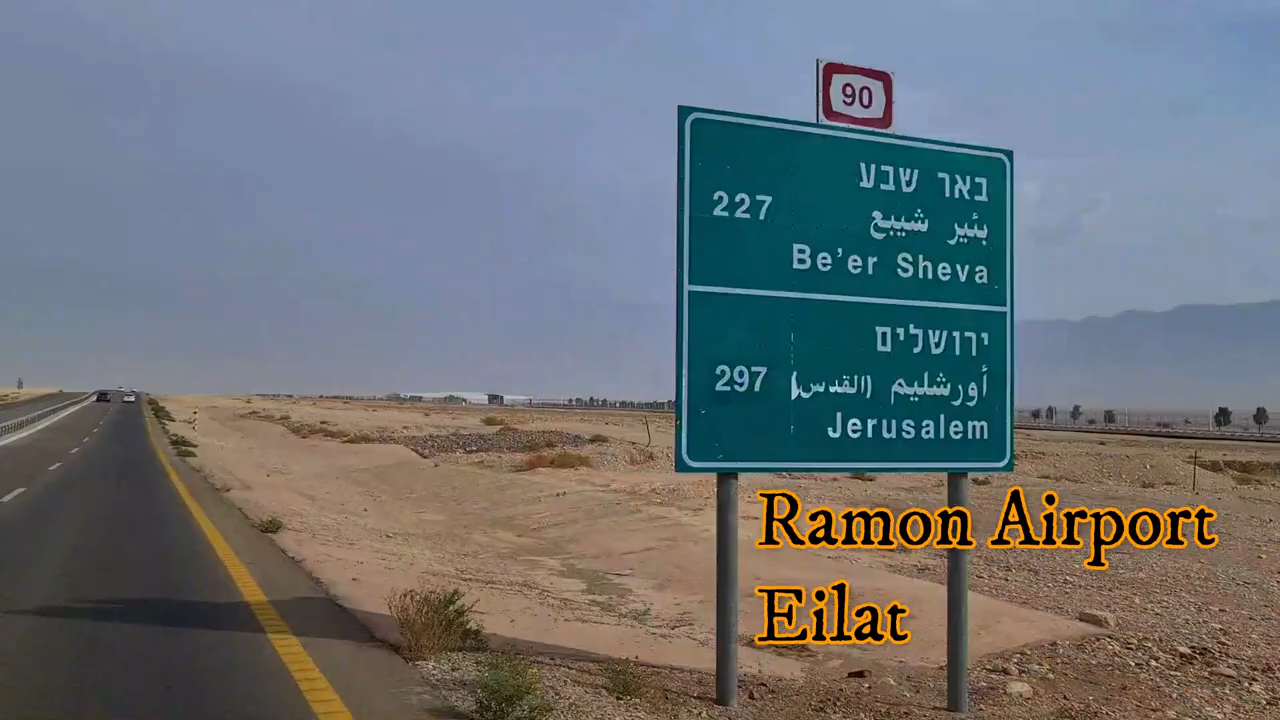 90
באר שבע
227
بئير شيبع
Be'er Sheva
ירושלים
297
أورشليم (القدس)
Jerusalem
Ramon Airport
Eilat